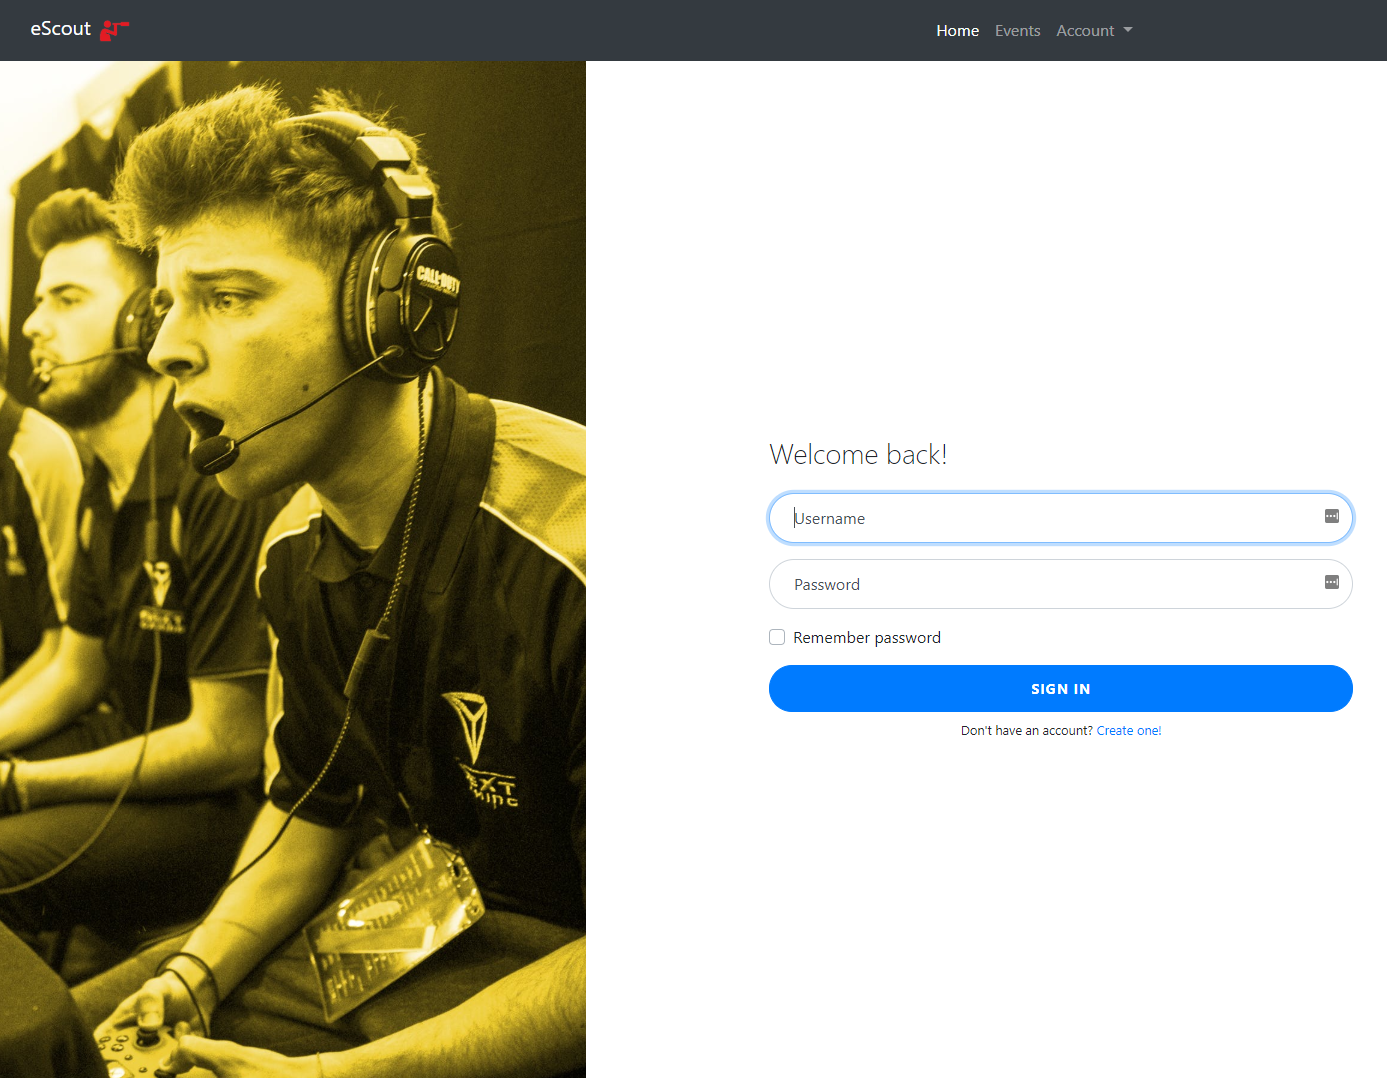 eScout
Home Events Account
CALL OF DUTY
Welcome back!
Username
Password
Remember password
SIGN IN
Don't have an account? Create one!